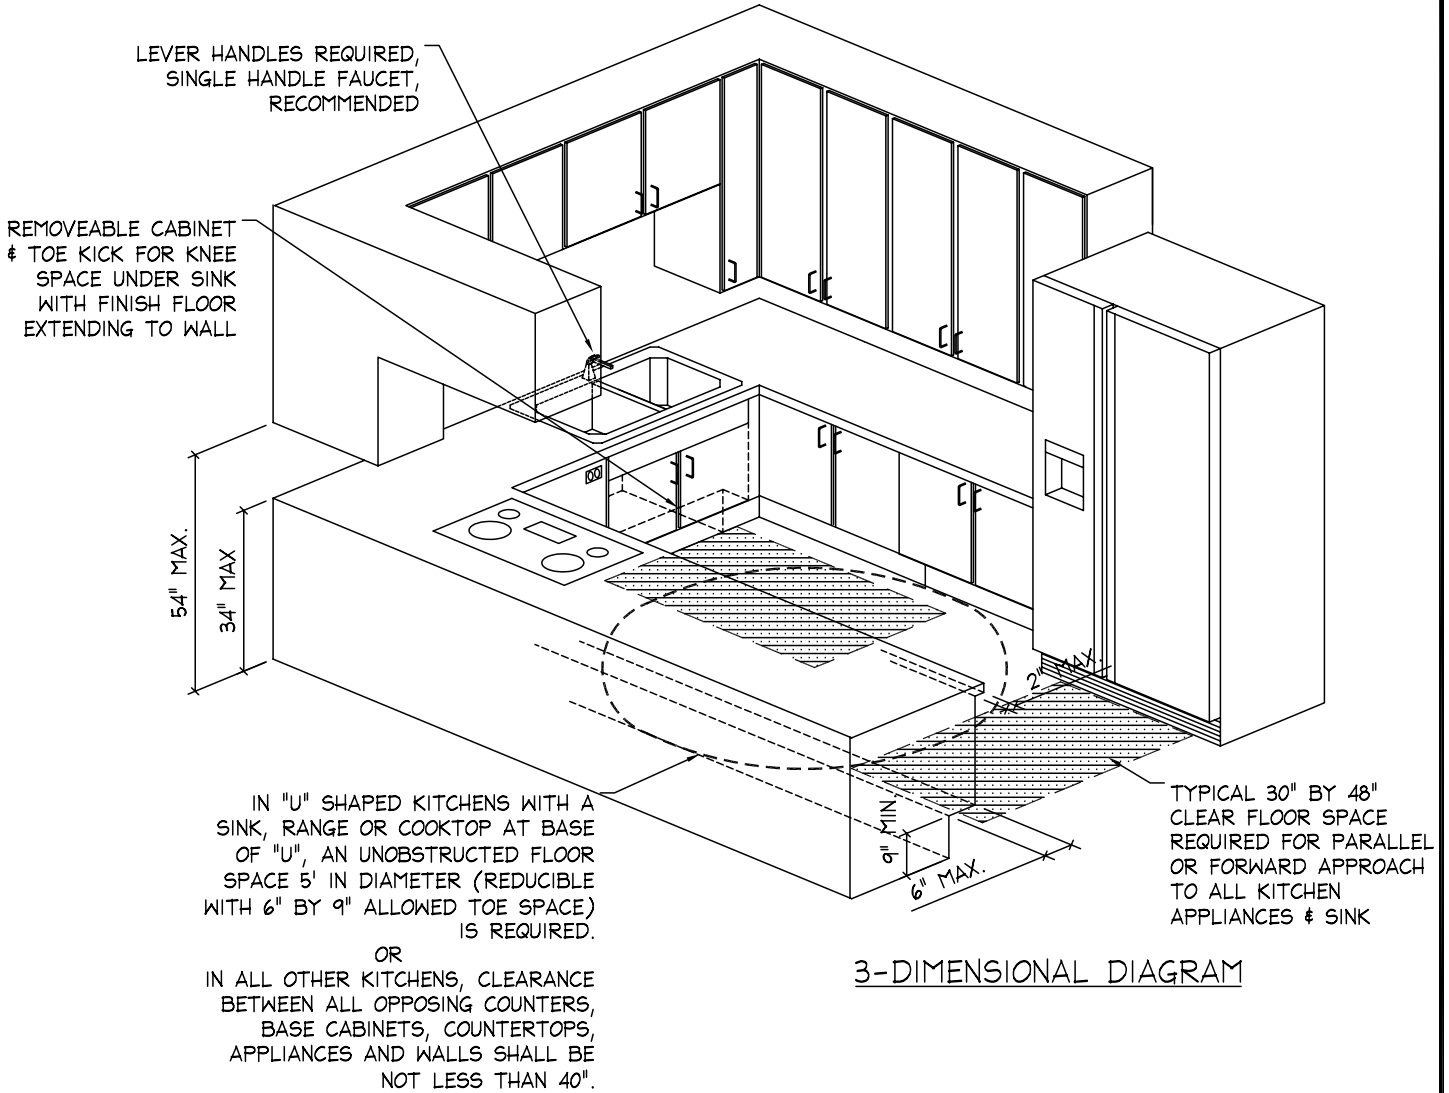 LEVER HANDLES REQUIRED,
SINGLE HANDLE FAUCET,
RECOMMENDED
REMOVEABLE CABINET
& TOE KICK FOR KNEE
SPACE UNDER SINK
WITH FINISH FLOOR
EXTENDING TO WALL
54" MAX.
34" MAX
2" MAX.
9" MIN.
6" MAX.
IN "U" SHAPED KITCHENS WITH A
SINK, RANGE OR COOKTOP AT BASE
OF "U", AN UNOBSTRUCTED FLOOR
SPACE 5' IN DIAMETER (REDUCIBLE
WITH 6" BY 9" ALLOWED TOE SPACE)
IS REQUIRED.
OR
IN ALL OTHER KITCHENS, CLEARANCE
BETWEEN ALL OPPOSING COUNTERS,
BASE CABINETS, COUNTERTOPS,
APPLIANCES AND WALLS SHALL BE
NOT LESS THAN 40".
TYPICAL 30" BY 48"
CLEAR FLOOR SPACE
REQUIRED FOR PARALLEL
OR FORWARD APPROACH
TO ALL KITCHEN
APPLIANCES & SINK
3-DIMENSIONAL DIAGRAM